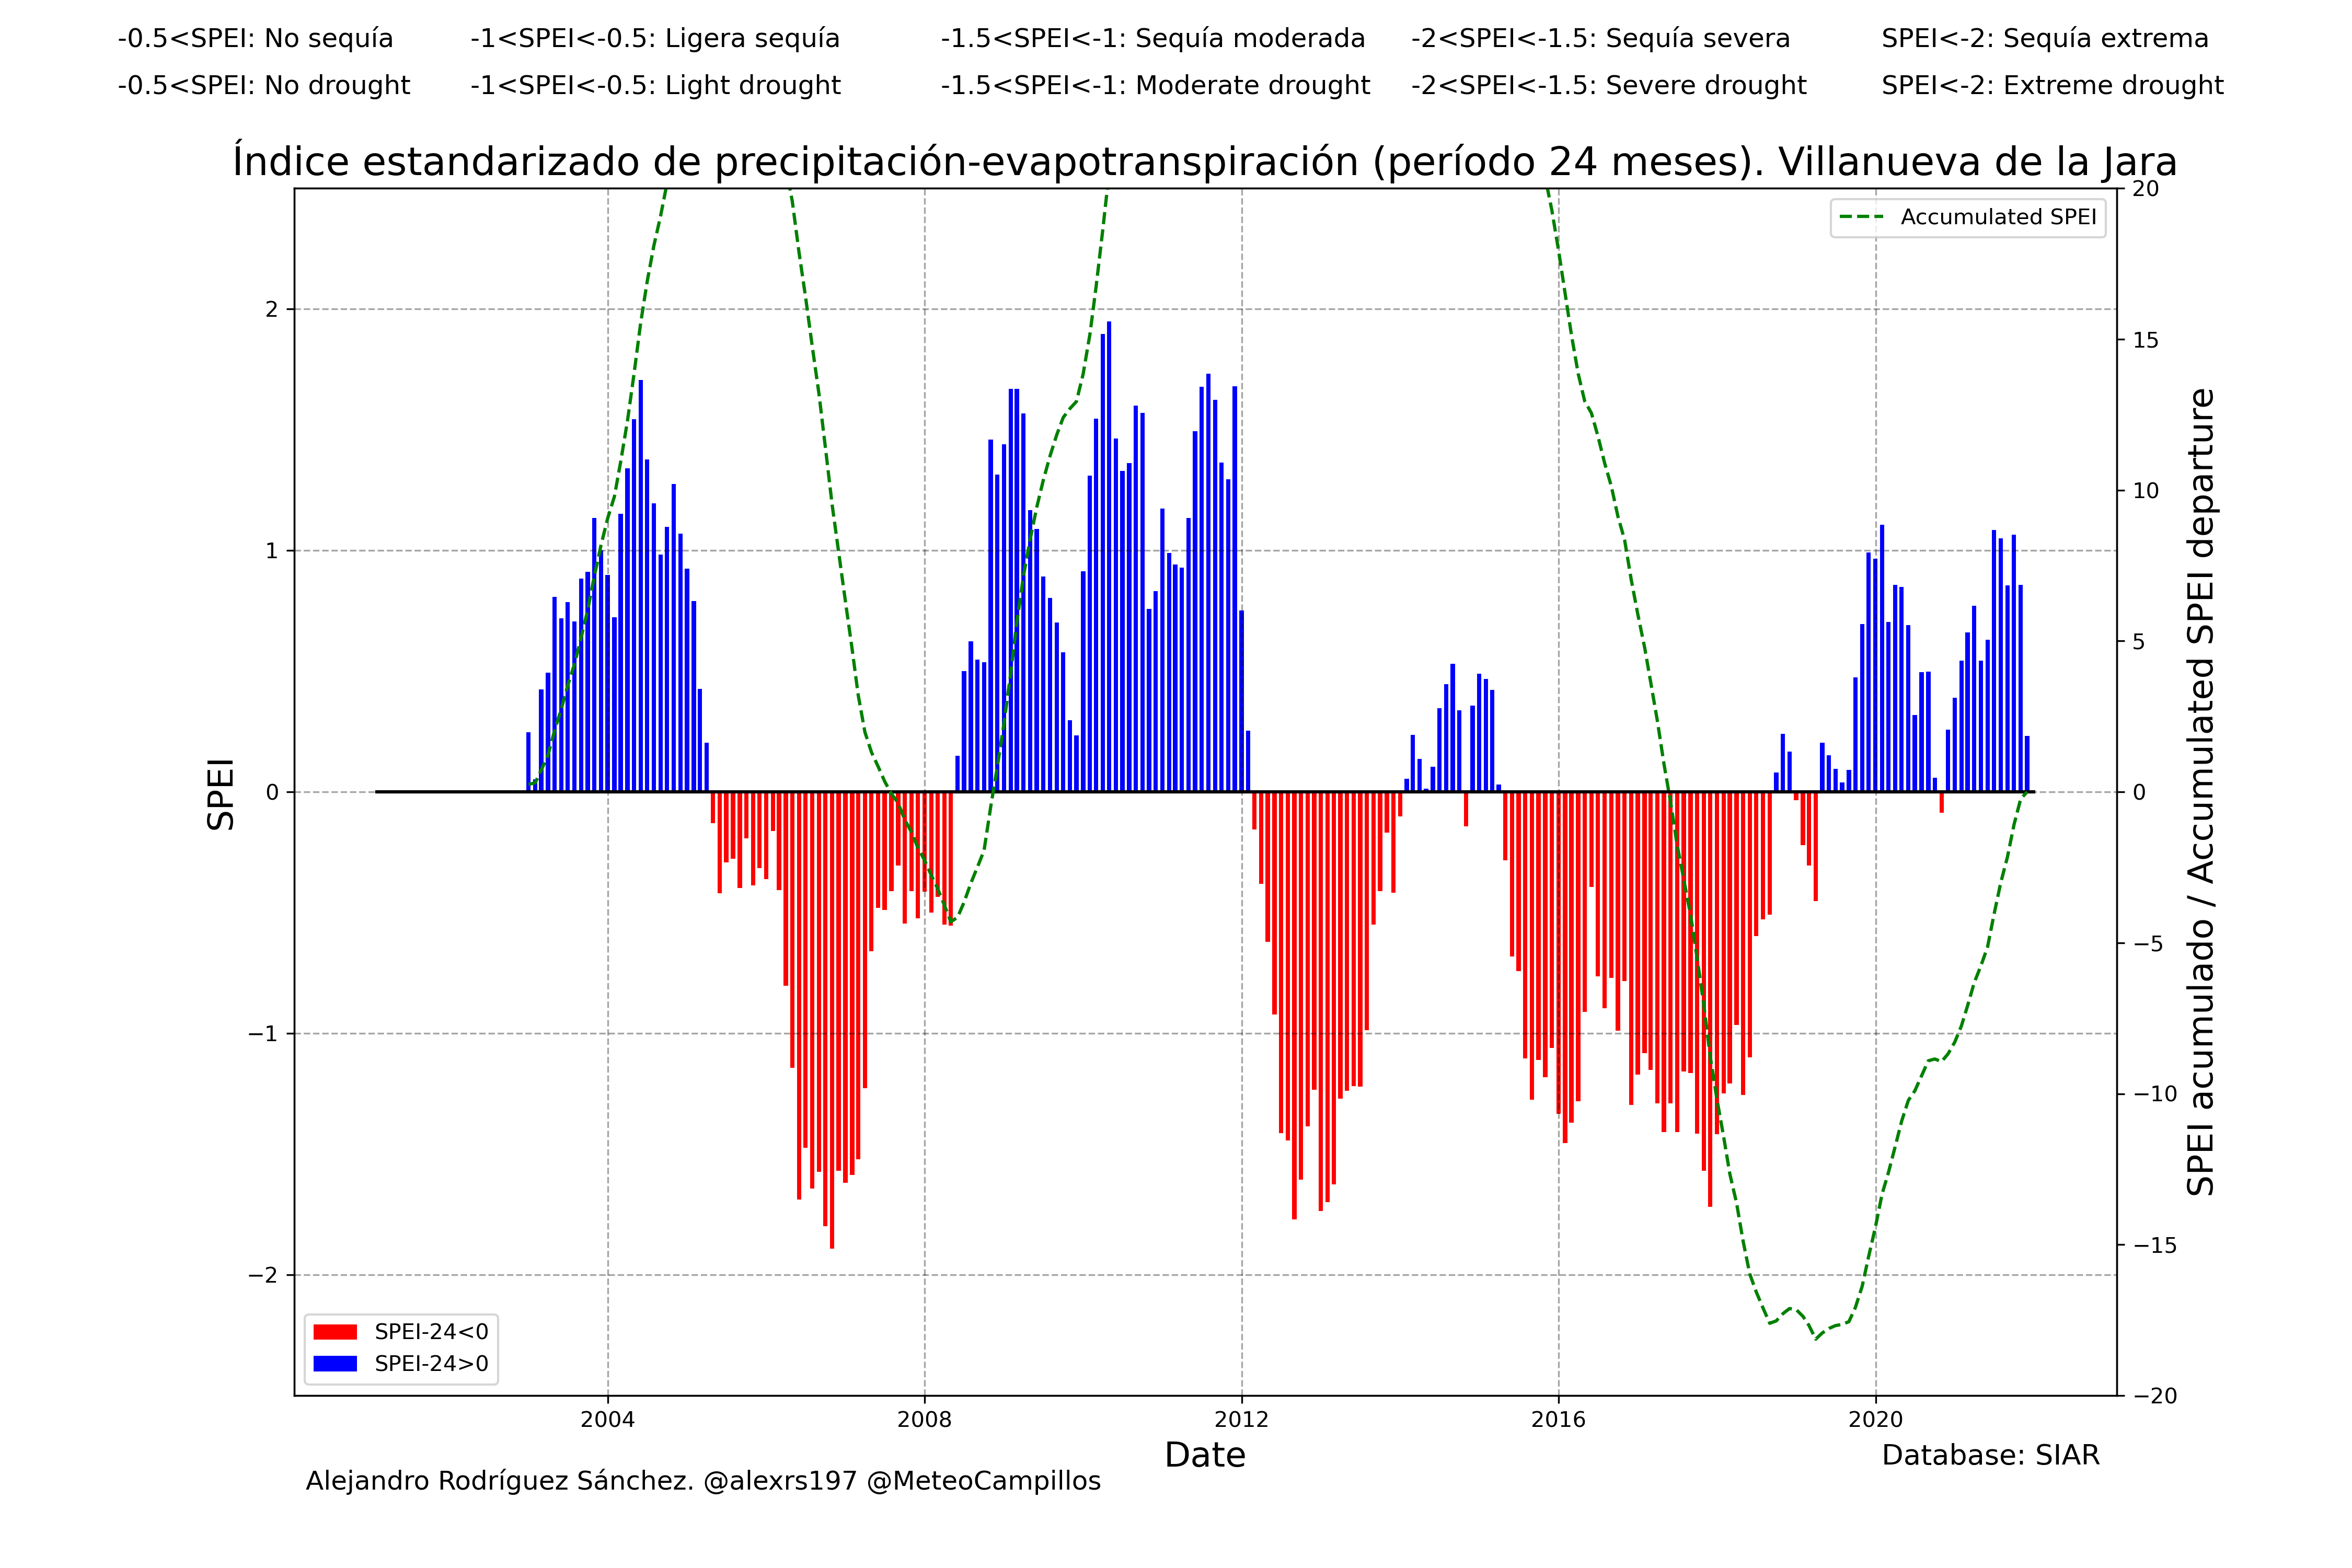 -0.5<SPEI: No sequía -1<SPEI<-0.5: Ligera sequía -1.5<SPEI<-1: Sequía moderada -2<SPEI<-1.5: Sequía severa SPEI<-2: Sequía extrema
-0.5<SPEI: No drought -1<SPEI<-0.5: Light drought -1.5<SPEI<-1: Moderate drought -2<SPEI<-1.5: Severe drought SPEI<-2: Extreme drought
Índice estandarizado de precipitación-evapotranspiración (período 24 meses). Villanueva de la Jara
Accumulated SPEI
SPEI
2
1
0
−1
−2
20
15
10
5
0
−5
−10
−15
−20
SPEI acumulado / Accumulated SPEI departure
SPEI-24<0
SPEI-24>0
2004 2008 2012 2016 2020
Date
Database: SIAR
Alejandro Rodríguez Sánchez. @alexrs197 @MeteoCampillos